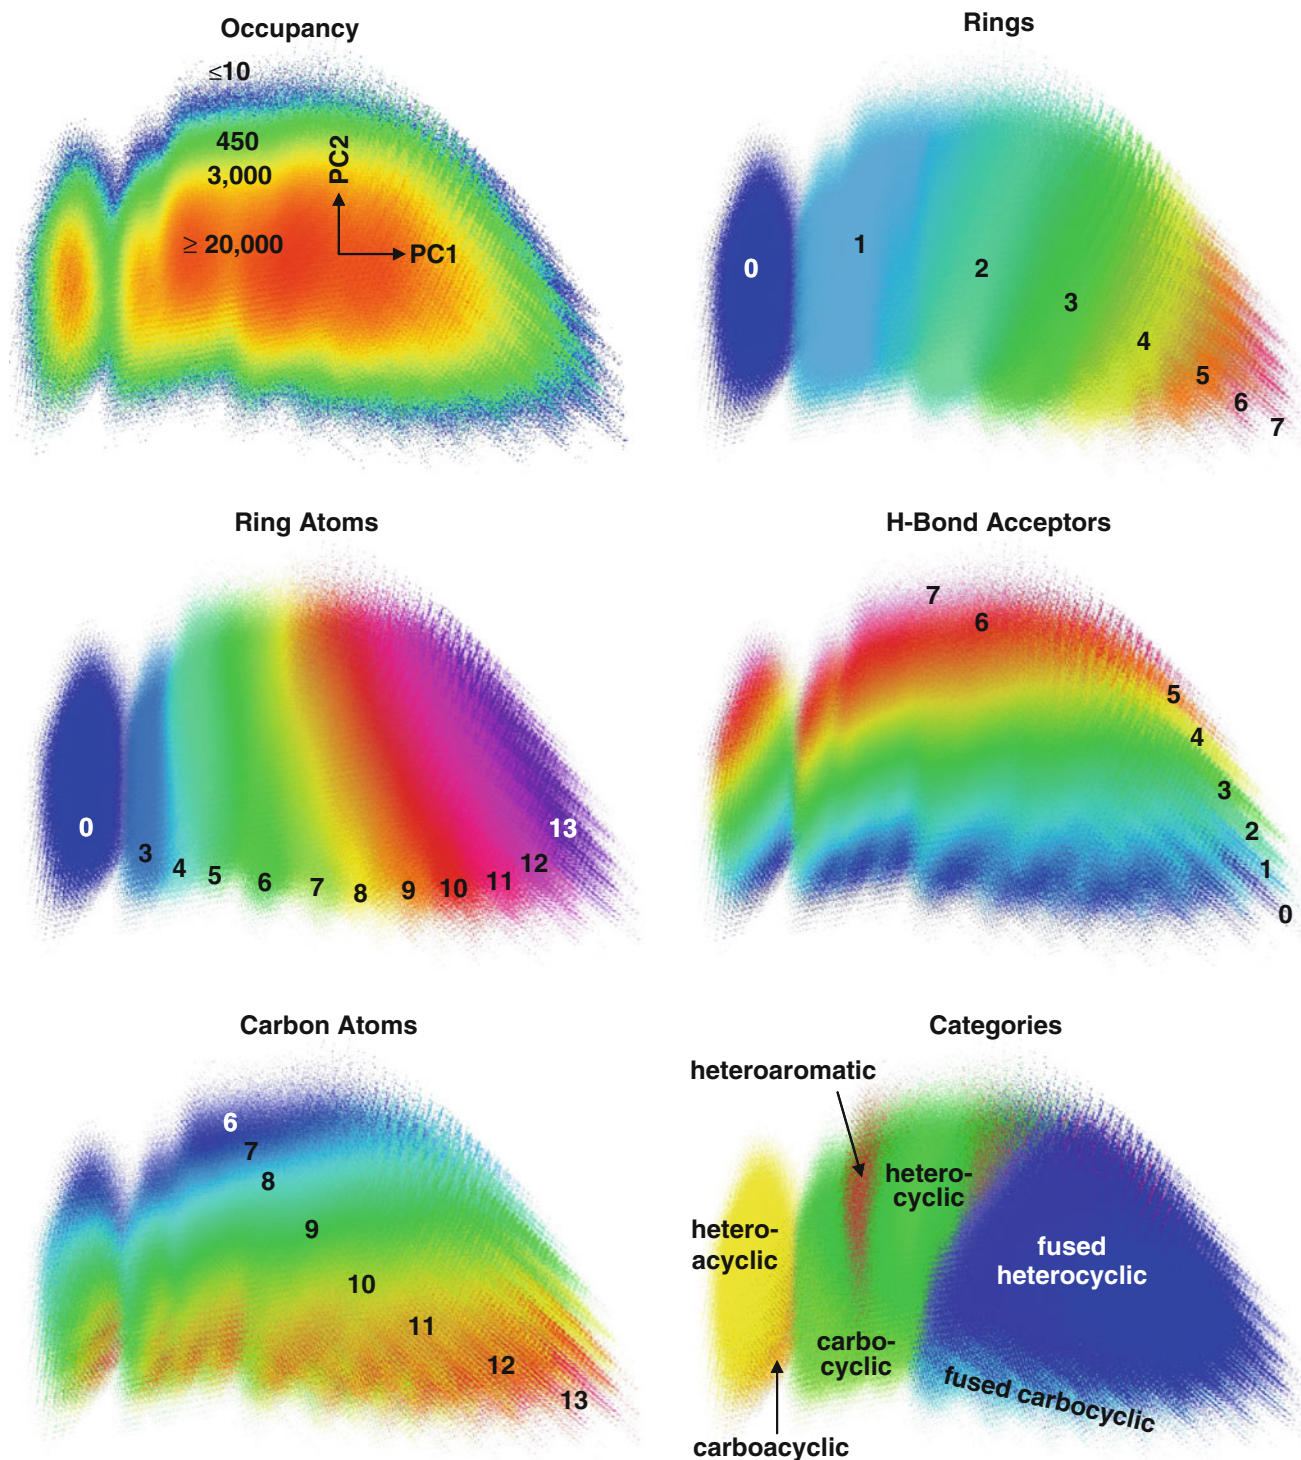 Occupancy
≤10
450
3,000
≥ 20,000
PC2
PC1
Rings
0
1
2
3
4
5
6
7
Ring Atoms
0
3
4
5
6
7
8
9
10
11
12
13
H-Bond Acceptors
7
6
5
4
3
2
1
0
Carbon Atoms
6
7
8
9
10
11
12
13
Categories
heteroaromatic
hetero-
cyclic
hetero-
acyclic
fused
heterocyclic
carbo-
cyclic
fused carbocyclic
carboacyclic